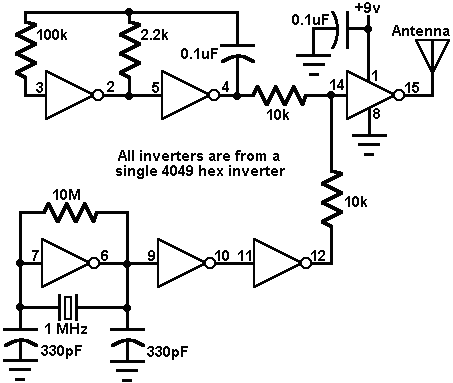 +9v
0.1uF
100k
2.2k
0.1uF
Antenna
3
2
5
4
14
1
15
10k
8
All inverters are from a
single 4049 hex inverter
10M
10k
7
6
9
10
11
12
1 MHz
330pF
330pF